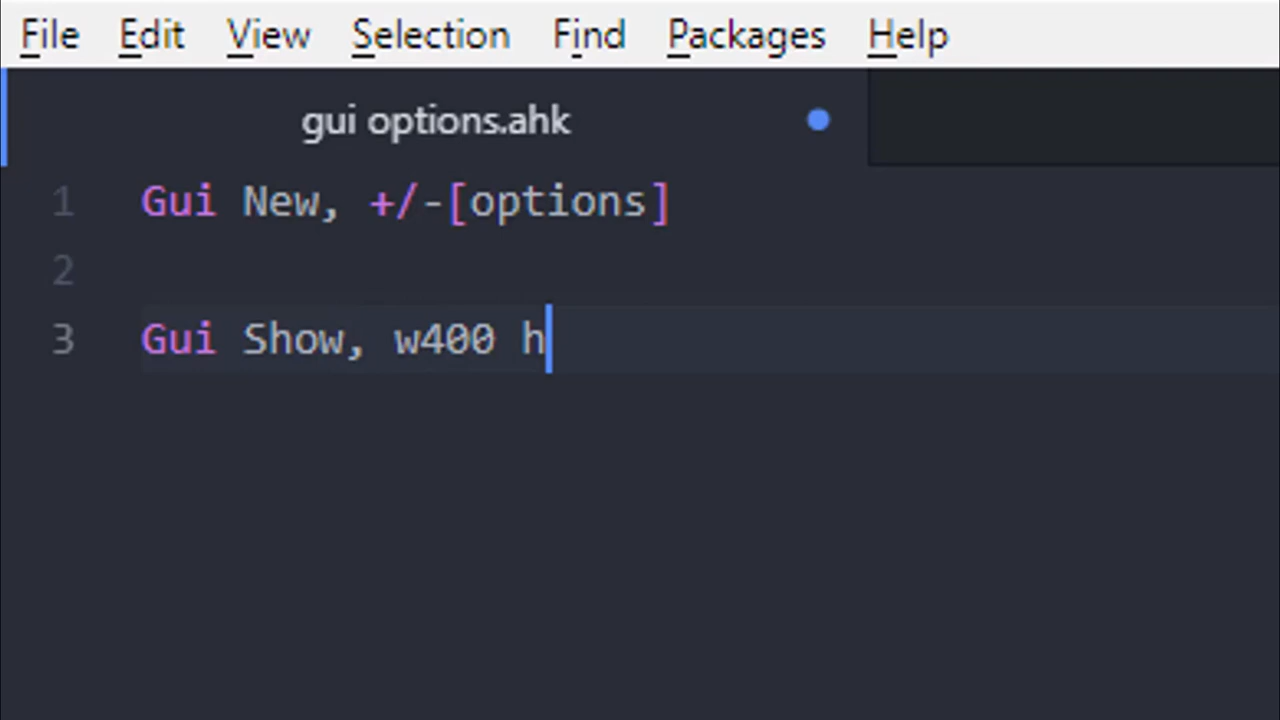 File Edit View Selection Find Packages Help
gui options.ahk
1 Gui New, +/-[options]
2
3 Gui Show, w400 h